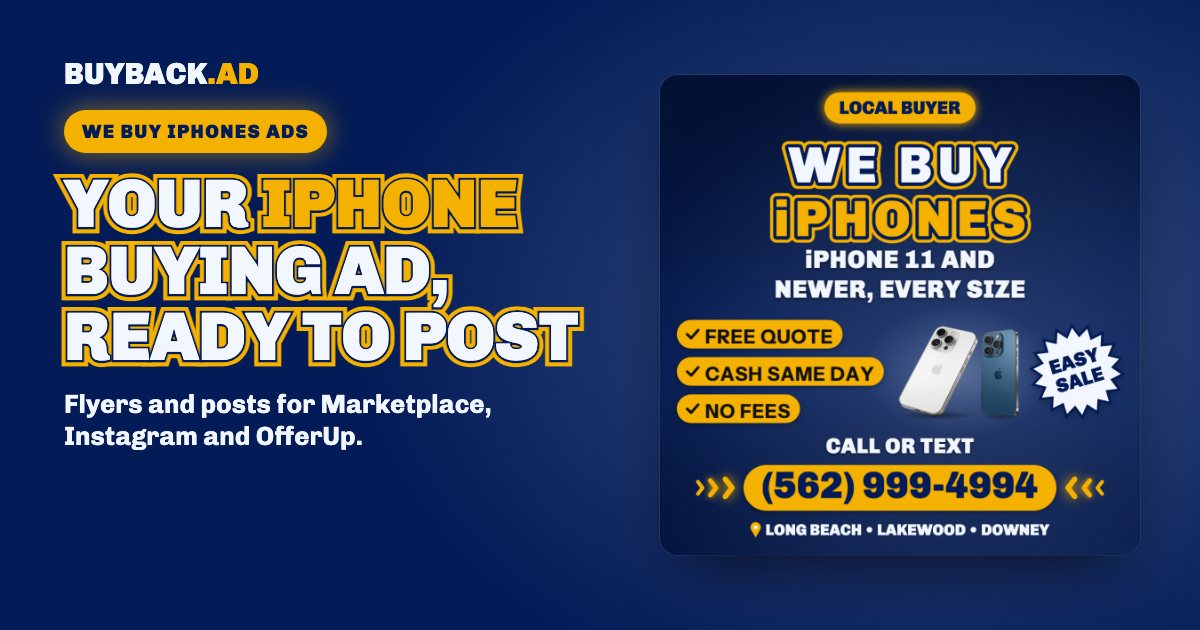 BUYBACK.AD
WE BUY IPHONES ADS
YOUR IPHONE
BUYING AD,
READY TO POST
Flyers and posts for Marketplace,
Instagram and OfferUp.
LOCAL BUYER
WE BUY
iPHONES
iPHONE 11 AND
NEWER, EVERY SIZE
FREE QUOTE
CASH SAME DAY
NO FEES
EASY
SALE
CALL OR TEXT
(562) 999-4994
LONG BEACH • LAKEWOOD • DOWNEY